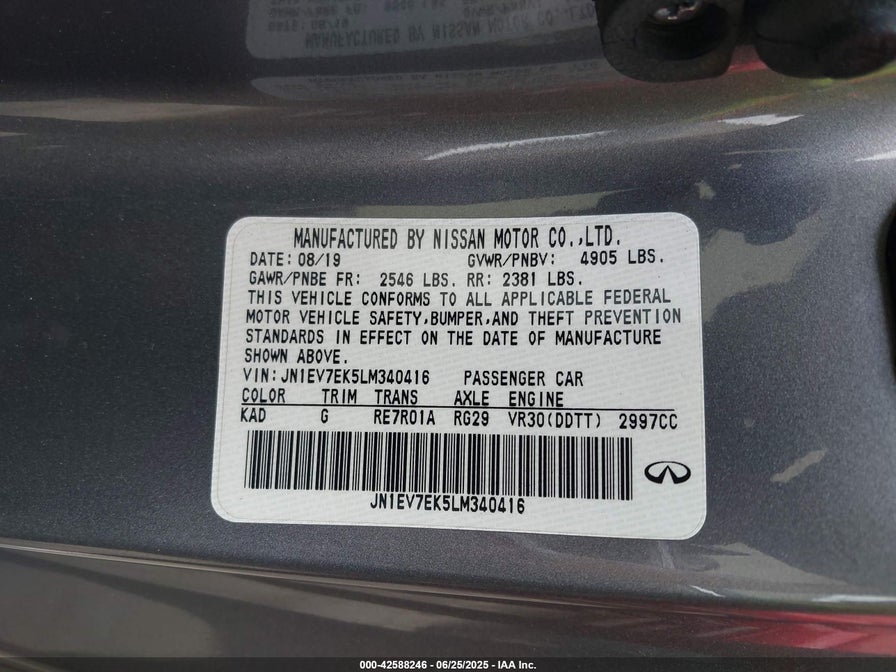 MANUFACTURED BY NISSAN MOTOR CO.,LTD.
DATE: 08/19 GVWR/PNBV: 4905 LBS.
GAWR/PNBE FR: 2546 LBS. RR: 2381 LBS.
THIS VEHICLE CONFORMS TO ALL APPLICABLE FEDERAL
MOTOR VEHICLE SAFETY,BUMPER,AND THEFT PREVENTION
STANDARDS IN EFFECT ON THE DATE OF MANUFACTURE
SHOWN ABOVE.
VIN: JN1EV7EK5LM340416 PASSENGER CAR
COLOR TRIM TRANS AXLE ENGINE
KAD G RE7R01A RG29 VR30(DDTT) 2997CC
JN1EV7EK5LM340416
000-42588246 - 06/25/2025 - IAA Inc.